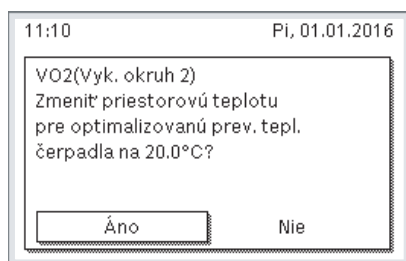 11:10 Pi, 01.01.2016
VO2(Vyk. okruh 2)
Zmeniť priestorovú teplotu
pre optimalizovanú prev. tepl.
čerpadla na 20.0°C?
Áno Nie